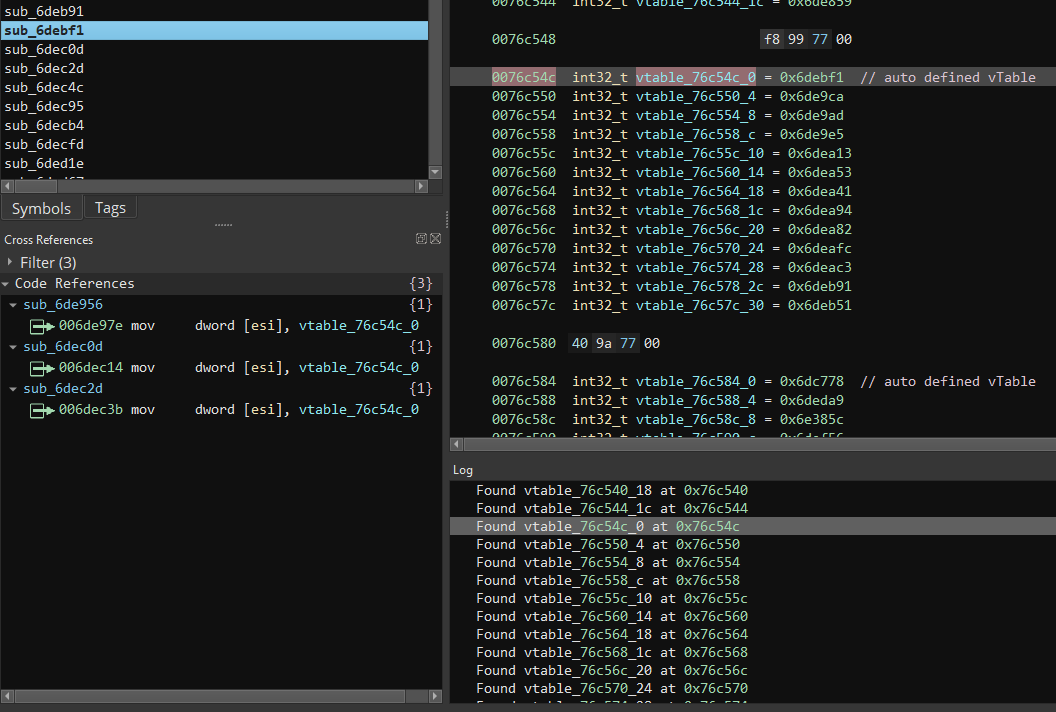 sub_6deb91
sub_6debf1
sub_6dec0d
sub_6dec2d
sub_6dec4c
sub_6dec95
sub_6decb4
sub_6decfd
sub_6ded1e
Symbols Tags
Cross References
Filter (3)
Code References {3}
sub_6de956 {1}
006de97e mov dword [esi], vtable_76c54c_0
sub_6dec0d {1}
006dec14 mov dword [esi], vtable_76c54c_0
sub_6dec2d {1}
006dec3b mov dword [esi], vtable_76c54c_0
0076c544 int32_t vtable_76c544_1c = 0x6de859
0076c548 f8 99 77 00
0076c54c int32_t vtable_76c54c_0 = 0x6debf1 // auto defined vTable
0076c550 int32_t vtable_76c550_4 = 0x6de9ca
0076c554 int32_t vtable_76c554_8 = 0x6de9ad
0076c558 int32_t vtable_76c558_c = 0x6de9e5
0076c55c int32_t vtable_76c55c_10 = 0x6dea13
0076c560 int32_t vtable_76c560_14 = 0x6dea53
0076c564 int32_t vtable_76c564_18 = 0x6dea41
0076c568 int32_t vtable_76c568_1c = 0x6dea94
0076c56c int32_t vtable_76c56c_20 = 0x6dea82
0076c570 int32_t vtable_76c570_24 = 0x6deafc
0076c574 int32_t vtable_76c574_28 = 0x6deac3
0076c578 int32_t vtable_76c578_2c = 0x6deb91
0076c57c int32_t vtable_76c57c_30 = 0x6deb51
0076c580 40 9a 77 00
0076c584 int32_t vtable_76c584_0 = 0x6dc778 // auto defined vTable
0076c588 int32_t vtable_76c588_4 = 0x6deda9
0076c58c int32_t vtable_76c58c_8 = 0x6e385c
Log
Found vtable_76c540_18 at 0x76c540
Found vtable_76c544_1c at 0x76c544
Found vtable_76c54c_0 at 0x76c54c
Found vtable_76c550_4 at 0x76c550
Found vtable_76c554_8 at 0x76c554
Found vtable_76c558_c at 0x76c558
Found vtable_76c55c_10 at 0x76c55c
Found vtable_76c560_14 at 0x76c560
Found vtable_76c564_18 at 0x76c564
Found vtable_76c568_1c at 0x76c568
Found vtable_76c56c_20 at 0x76c56c
Found vtable_76c570_24 at 0x76c570